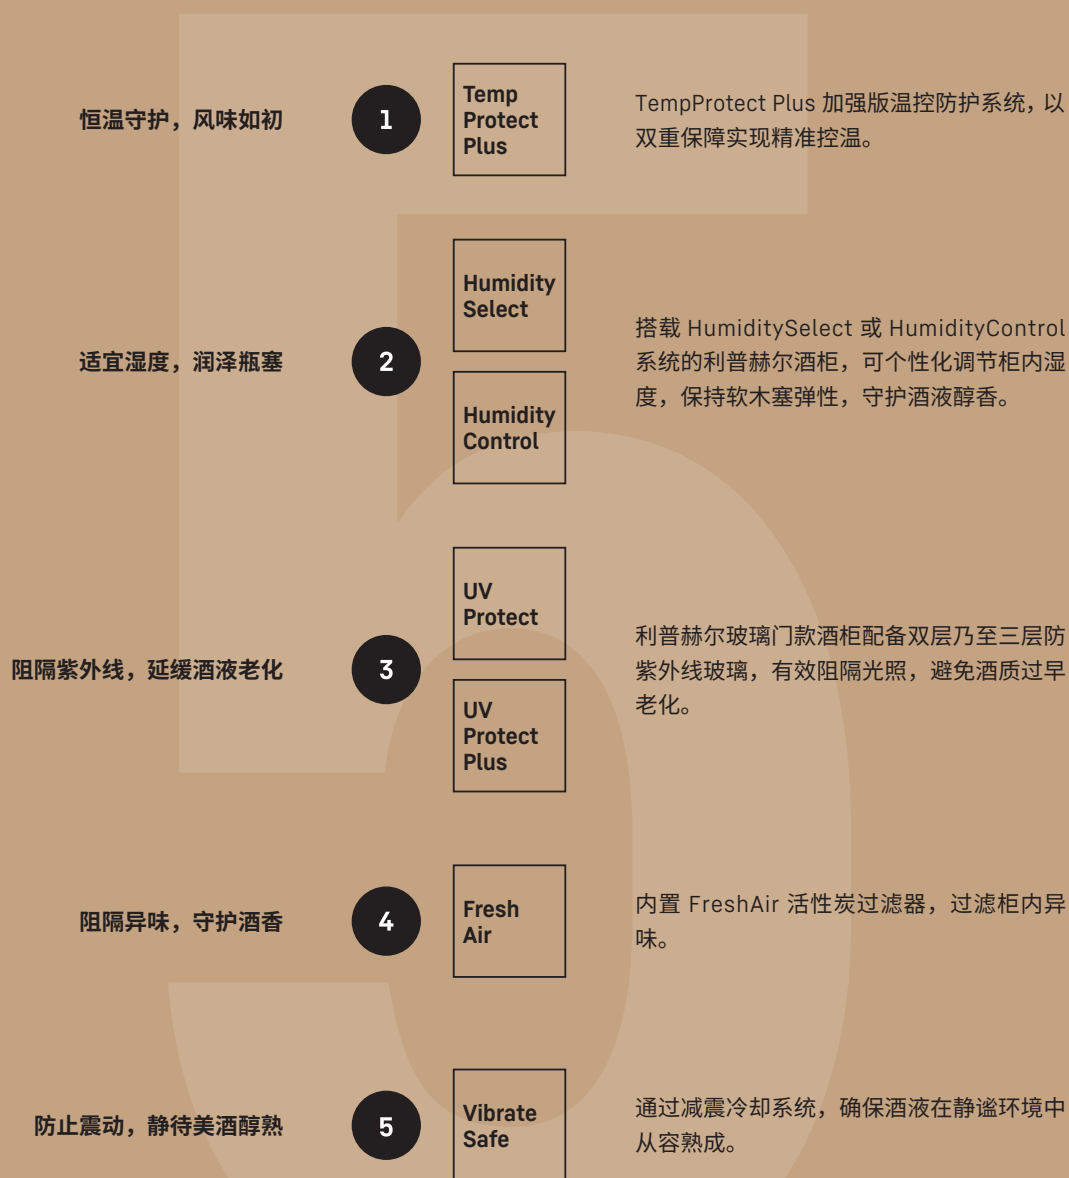 恒温守护，风味如初
1
Temp
Protect
Plus
TempProtect Plus 加强版温控防护系统，以
双重保障实现精准控温。
适宜湿度，润泽瓶塞
2
Humidity
Select
Humidity
Control
搭载 HumiditySelect 或 HumidityControl
系统的利普赫尔酒柜，可个性化调节柜内湿
度，保持软木塞弹性，守护酒液醇香。
阻隔紫外线，延缓酒液老化
3
UV
Protect
UV
Protect
Plus
利普赫尔玻璃门款酒柜配备双层乃至三层防
紫外线玻璃，有效阻隔光照，避免酒质过早
老化。
阻隔异味，守护酒香
4
Fresh
Air
内置 FreshAir 活性炭过滤器，过滤柜内异
味。
防止震动，静待美酒醇熟
5
Vibrate
Safe
通过减震冷却系统，确保酒液在静谧环境中
从容熟成。
5